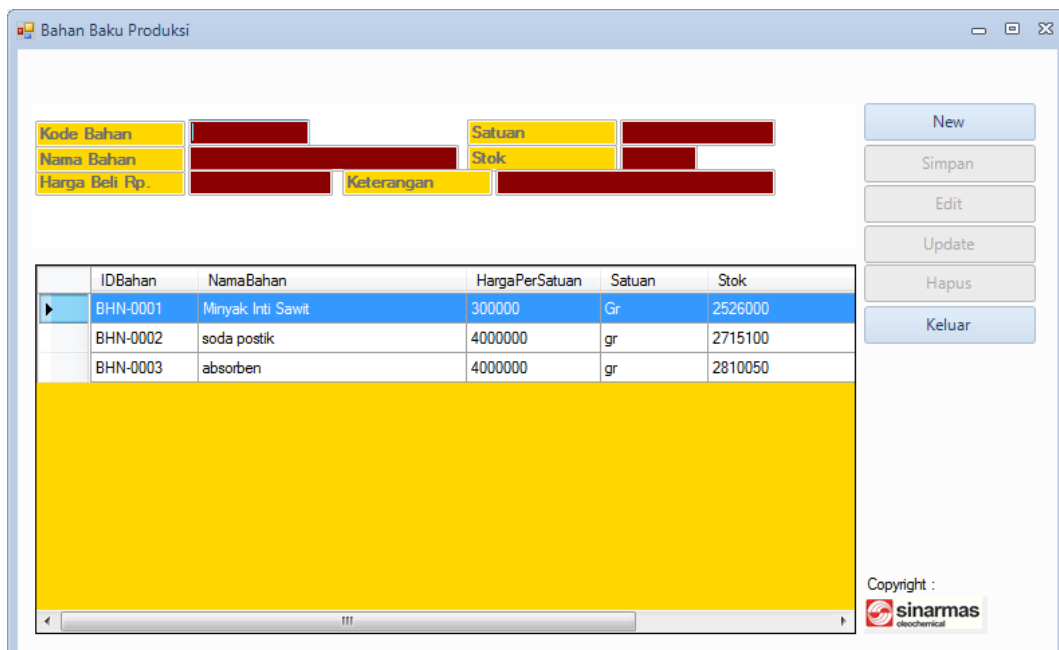 Bahan Baku Produksi
Kode Bahan Satuan
Nama Bahan Stok
Harga Beli Rp. Keterangan
New
Simpan
Edit
Update
Hapus
Keluar
IDBahan NamaBahan HargaPerSatuan Satuan Stok
BHN-0001 Minyak Inti Sawit 300000 Gr 2526000
BHN-0002 soda postik 4000000 gr 2715100
BHN-0003 absorben 4000000 gr 2810050
Copyright :
sinarmas
oleochemical